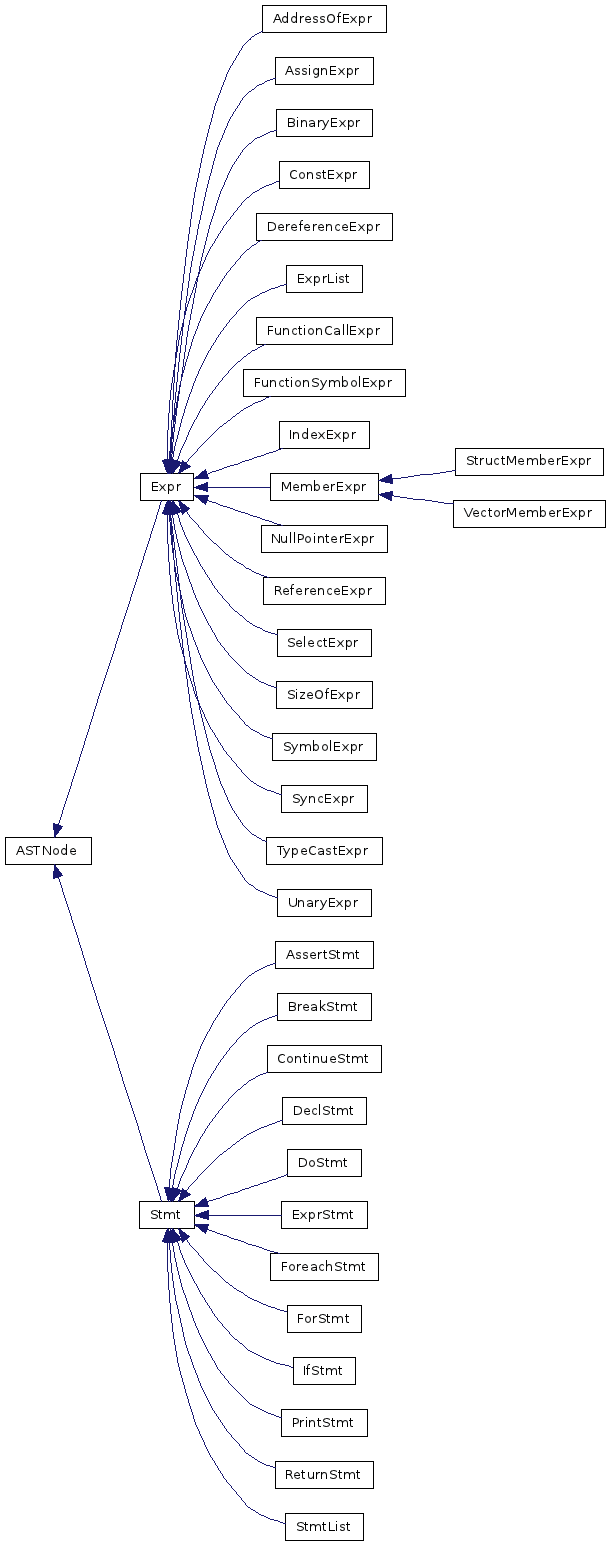 AddressOfExpr
AssignExpr
BinaryExpr
ConstExpr
DereferenceExpr
ExprList
FunctionCallExpr
FunctionSymbolExpr
IndexExpr
StructMemberExpr
Expr
MemberExpr
VectorMemberExpr
NullPointerExpr
ReferenceExpr
SelectExpr
SizeOfExpr
SymbolExpr
SyncExpr
ASTNode
TypeCastExpr
UnaryExpr
AssertStmt
BreakStmt
ContinueStmt
DeclStmt
DoStmt
Stmt
ExprStmt
ForeachStmt
ForStmt
IfStmt
PrintStmt
ReturnStmt
StmtList